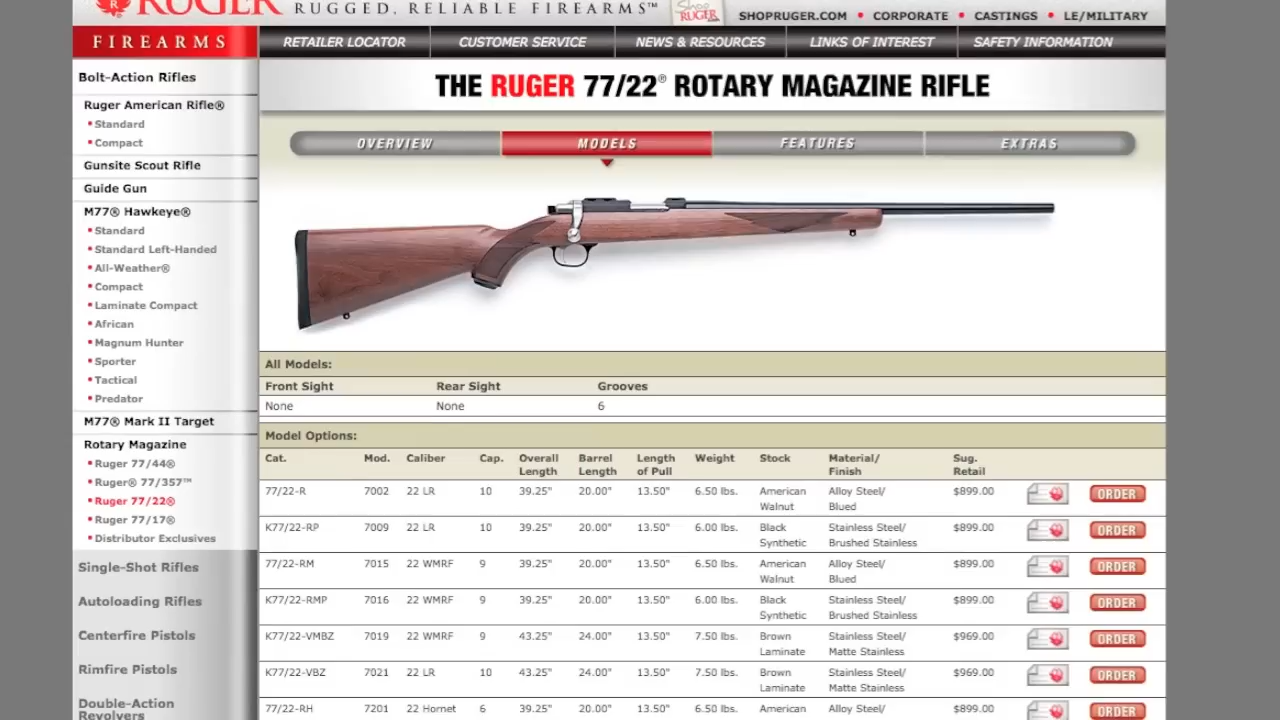 RUGER RUGGED, RELIABLE FIREARMS™
Shop RUGER
SHOPRUGER.COM • CORPORATE • CASTINGS • LE/MILITARY
FIREARMS
RETAILER LOCATOR CUSTOMER SERVICE NEWS & RESOURCES LINKS OF INTEREST SAFETY INFORMATION
Bolt-Action Rifles
Ruger American Rifle®
Standard
Compact
Gunsite Scout Rifle
Guide Gun
M77® Hawkeye®
Standard
Standard Left-Handed
All-Weather®
Compact
Laminate Compact
African
Magnum Hunter
Sporter
Tactical
Predator
M77® Mark II Target
Rotary Magazine
Ruger 77/44®
Ruger® 77/357™
Ruger 77/22®
Ruger 77/17®
Distributor Exclusives
Single-Shot Rifles
Autoloading Rifles
Centerfire Pistols
Rimfire Pistols
Double-Action
Revolvers
THE RUGER 77/22® ROTARY MAGAZINE RIFLE
OVERVIEW MODELS FEATURES EXTRAS
All Models:
Front Sight Rear Sight Grooves
None None 6
Model Options:
Cat. Mod. Caliber Cap. Overall Length Barrel Length Length of Pull Weight Stock Material/ Finish Sug. Retail
77/22-R 7002 22 LR 10 39.25" 20.00" 13.50" 6.50 lbs. American Walnut Alloy Steel/ Blued $899.00 ORDER
K77/22-RP 7009 22 LR 10 39.25" 20.00" 13.50" 6.00 lbs. Black Synthetic Stainless Steel/ Brushed Stainless $899.00 ORDER
77/22-RM 7015 22 WMRF 9 39.25" 20.00" 13.50" 6.50 lbs. American Walnut Alloy Steel/ Blued $899.00 ORDER
K77/22-RMP 7016 22 WMRF 9 39.25" 20.00" 13.50" 6.00 lbs. Black Synthetic Stainless Steel/ Brushed Stainless $899.00 ORDER
K77/22-VMBZ 7019 22 WMRF 9 43.25" 24.00" 13.50" 7.50 lbs. Brown Laminate Stainless Steel/ Matte Stainless $969.00 ORDER
K77/22-VBZ 7021 22 LR 10 43.25" 24.00" 13.50" 7.50 lbs. Brown Laminate Stainless Steel/ Matte Stainless $969.00 ORDER
77/22-RH 7201 22 Hornet 6 39.25" 20.00" 13.50" 6.50 lbs. American Alloy Steel/ $899.00 ORDER